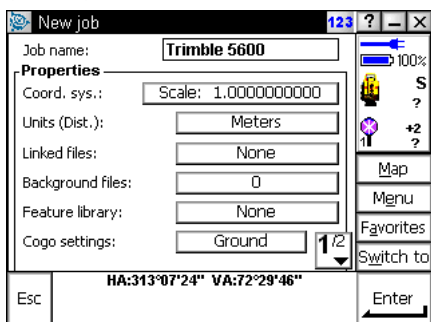 New job 123 ? – X
Job name: Trimble 5600
Properties
Coord. sys.: Scale: 1.0000000000
Units (Dist.): Meters
Linked files: None
Background files: 0
Feature library: None
Cogo settings: Ground
1/2
100%
S
?
+2
1 ?
Map
Menu
Favorites
Switch to
HA:313°07'24" VA:72°29'46"
Esc
Enter